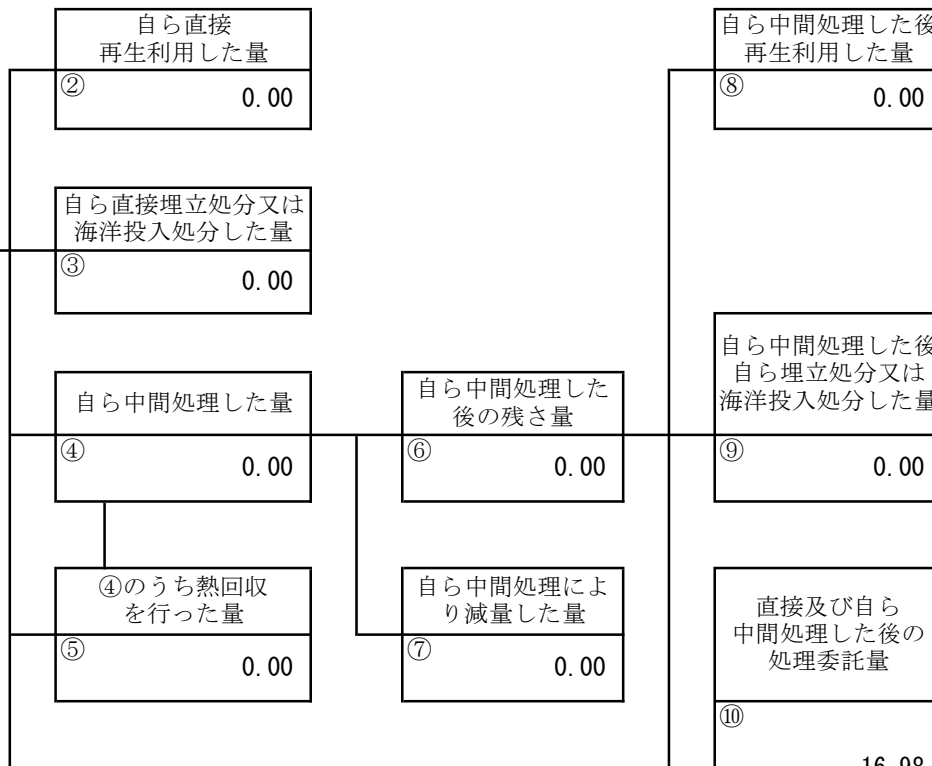 自ら直接
再生利用した量
②
0.00
自ら中間処理した後
再生利用した量
⑧
0.00
自ら直接埋立処分又は
海洋投入処分した量
③
0.00
自ら中間処理した量
④
0.00
自ら中間処理した
後の残さ量
⑥
0.00
自ら中間処理した後
自ら埋立処分又は
海洋投入処分した量
⑨
0.00
④のうち熱回収
を行った量
⑤
0.00
自ら中間処理によ
り減量した量
⑦
0.00
直接及び自ら
中間処理した後の
処理委託量
⑩
16.98